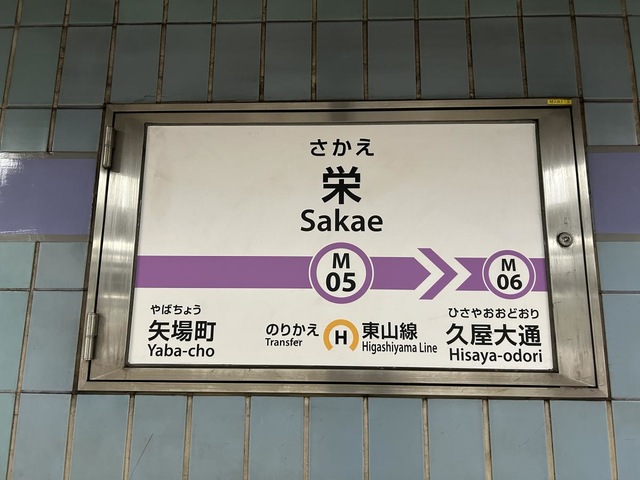 さかえ
栄
Sakae
M
05
M
06
やばちょう
矢場町
Yaba-cho
のりかえ
Transfer
H
東山線
Higashiyama Line
ひさやおおどおり
久屋大通
Hisaya-odori